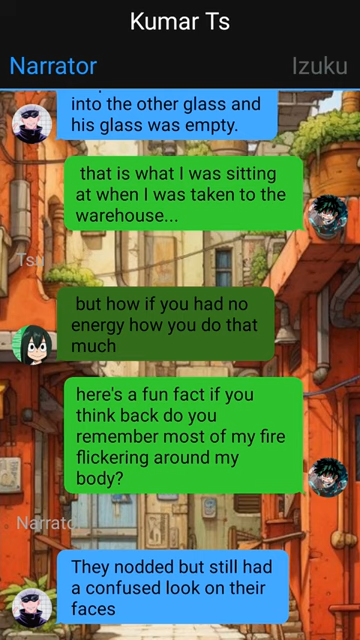 Kumar Ts
Narrator
Izuku
into the other glass and
his glass was empty.
that is what I was sitting
at when I was taken to the
warehouse...
Tsu
but how if you had no
energy how you do that
much
here's a fun fact if you
think back do you
remember most of my fire
flickering around my
body?
Narrator
They nodded but still had
a confused look on their
faces